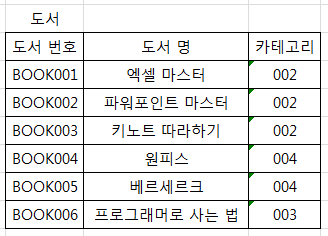 도서
도서 번호 도서 명 카테고리
BOOK001 엑셀 마스터 002
BOOK002 파워포인트 마스터 002
BOOK003 키노트 따라하기 002
BOOK004 원피스 004
BOOK005 베르세르크 004
BOOK006 프로그래머로 사는 법 003